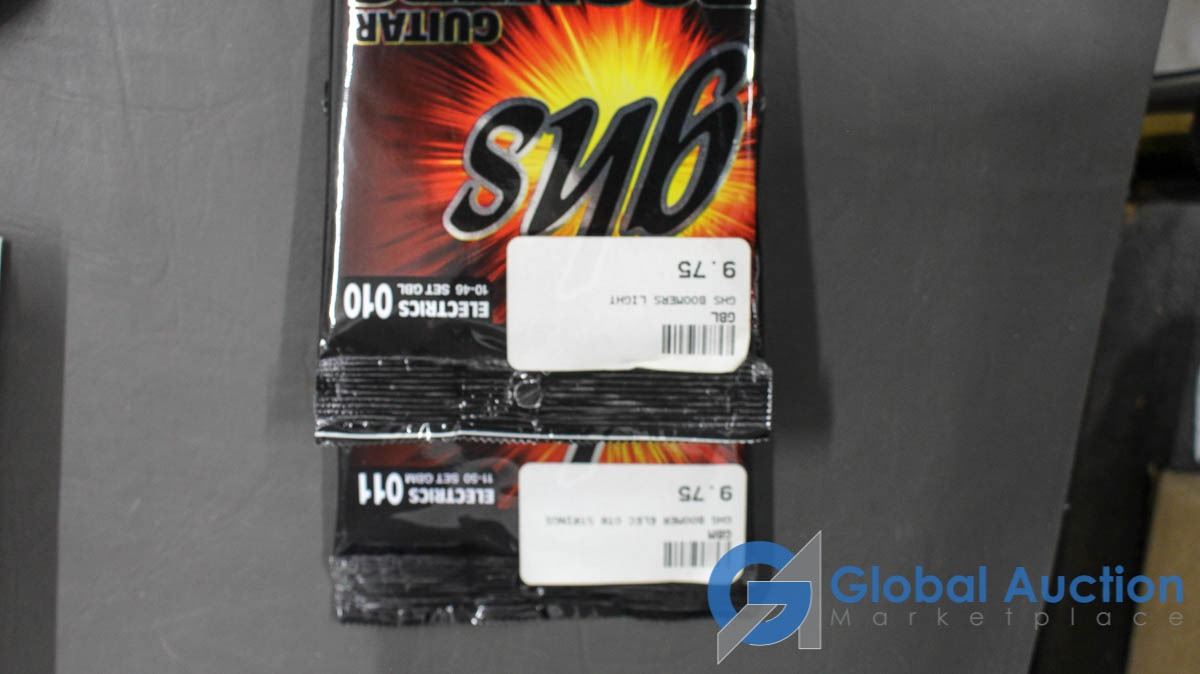 GUITAR
ghs
ELECTRICS 010
10-46 SET GBL
GBL
GHS BOOMERS LIGHT
9.75
ELECTRICS 011
11-50 SET GBM
GBM
GHS BOOMER ELEC GTR STRINGS
9.75
Global Auction
Marketplace